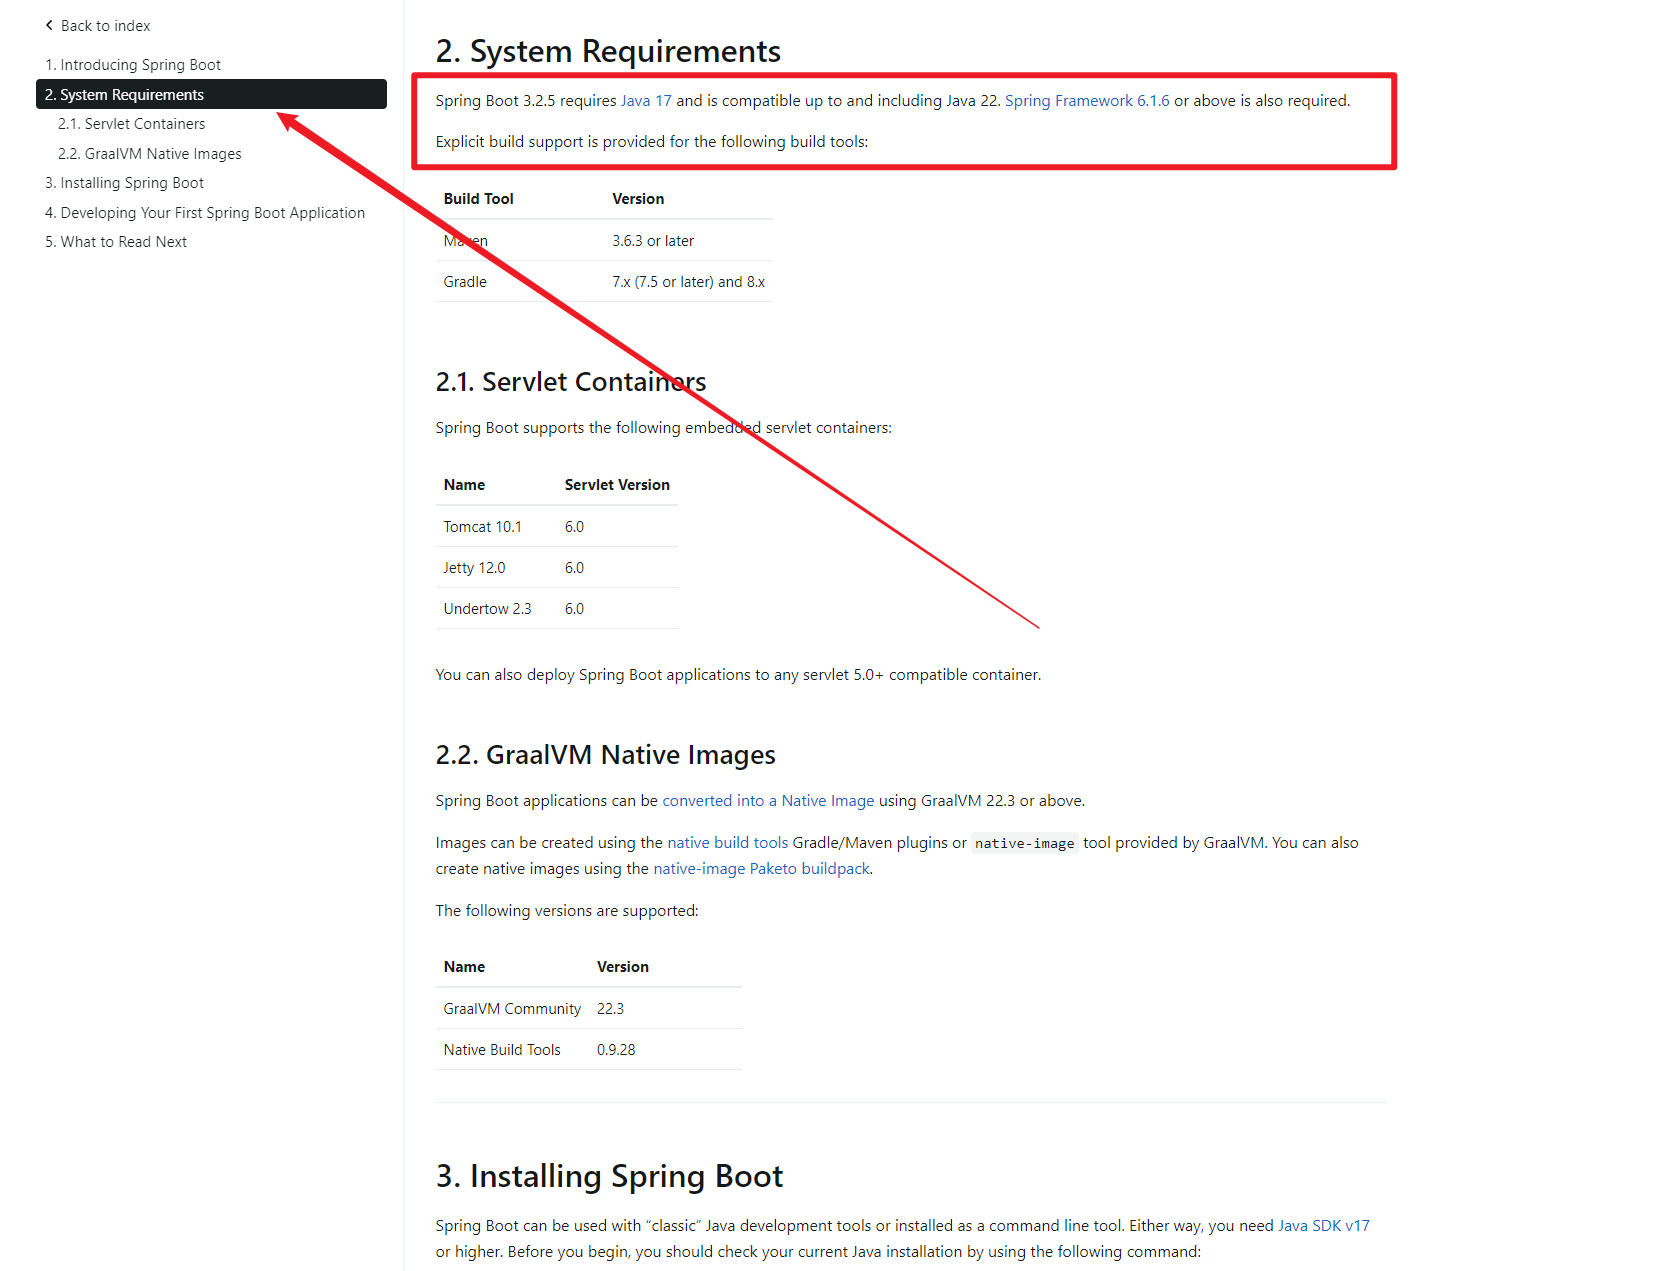 Back to index
1. Introducing Spring Boot
2. System Requirements
2.1. Servlet Containers
2.2. GraalVM Native Images
3. Installing Spring Boot
4. Developing Your First Spring Boot Application
5. What to Read Next
2. System Requirements
Spring Boot 3.2.5 requires Java 17 and is compatible up to and including Java 22. Spring Framework 6.1.6 or above is also required.
Explicit build support is provided for the following build tools:
Build Tool Version
Maven 3.6.3 or later
Gradle 7.x (7.5 or later) and 8.x
2.1. Servlet Containers
Spring Boot supports the following embedded servlet containers:
Name Servlet Version
Tomcat 10.1 6.0
Jetty 12.0 6.0
Undertow 2.3 6.0
You can also deploy Spring Boot applications to any servlet 5.0+ compatible container.
2.2. GraalVM Native Images
Spring Boot applications can be converted into a Native Image using GraalVM 22.3 or above.
Images can be created using the native build tools Gradle/Maven plugins or native-image tool provided by GraalVM. You can also
create native images using the native-image Paketo buildpack.
The following versions are supported:
Name Version
GraalVM Community 22.3
Native Build Tools 0.9.28
3. Installing Spring Boot
Spring Boot can be used with “classic” Java development tools or installed as a command line tool. Either way, you need Java SDK v17
or higher. Before you begin, you should check your current Java installation by using the following command: